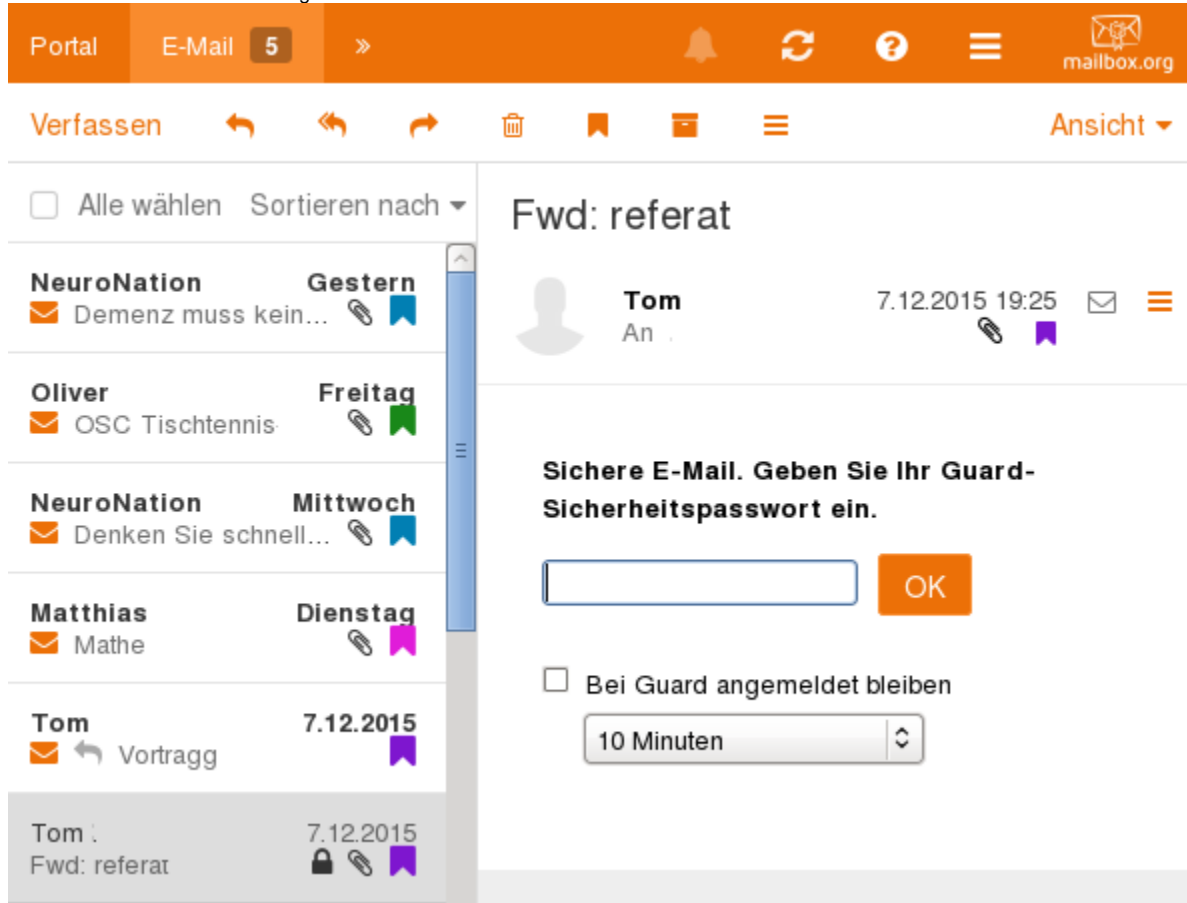 Portal E-Mail 5 »
mailbox.org
Verfassen Ansicht
Alle wählen Sortieren nach
NeuroNation Gestern
Demenz muss kein...
Oliver Freitag
OSC Tischtennis
NeuroNation Mittwoch
Denken Sie schnell...
Matthias Dienstag
Mathe
Tom 7.12.2015
Vortragg
Tom 7.12.2015
Fwd: referat
Fwd: referat
Tom 7.12.2015 19:25
An
Sichere E-Mail. Geben Sie Ihr Guard-
Sicherheitspasswort ein.
OK
Bei Guard angemeldet bleiben
10 Minuten